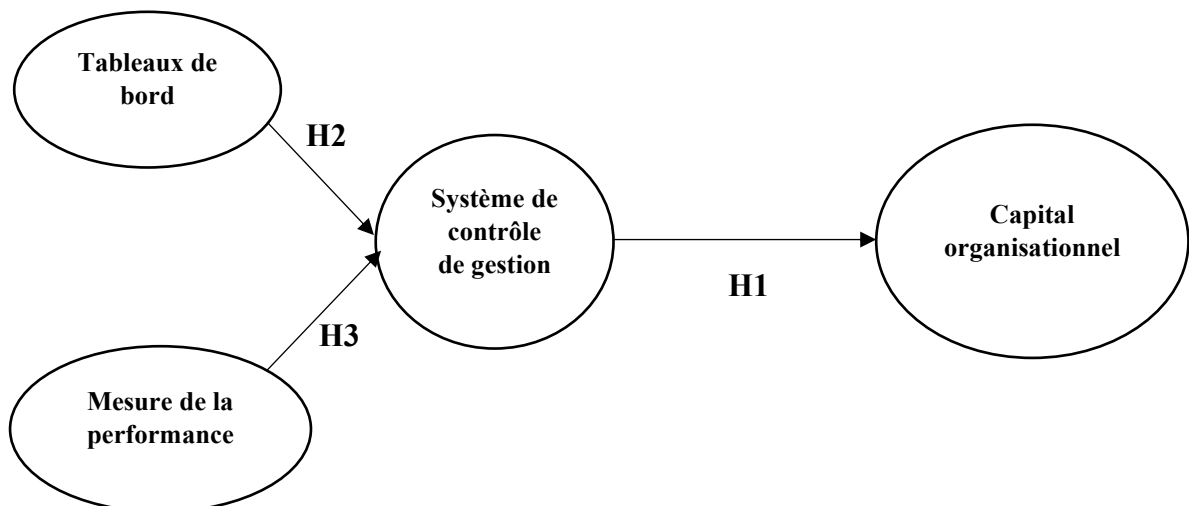 Tableaux de
bord
H2
Système de
contrôle
de gestion
Capital
organisationnel
H1
H3
Mesure de la
performance